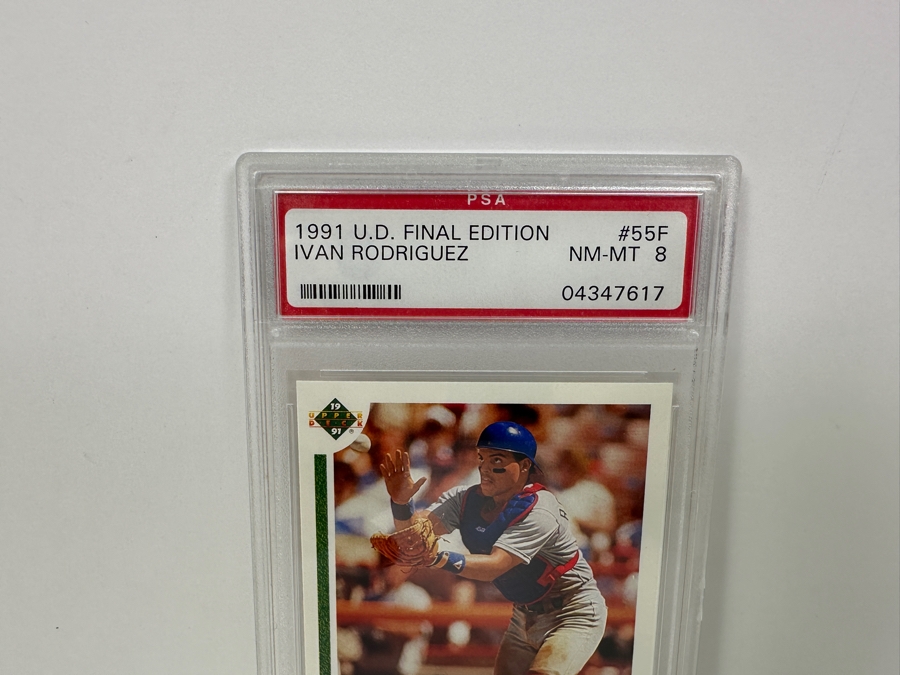 PSA
1991 U.D. FINAL EDITION #55F
IVAN RODRIGUEZ NM-MT 8
04347617
19
UPPER
DECK
91